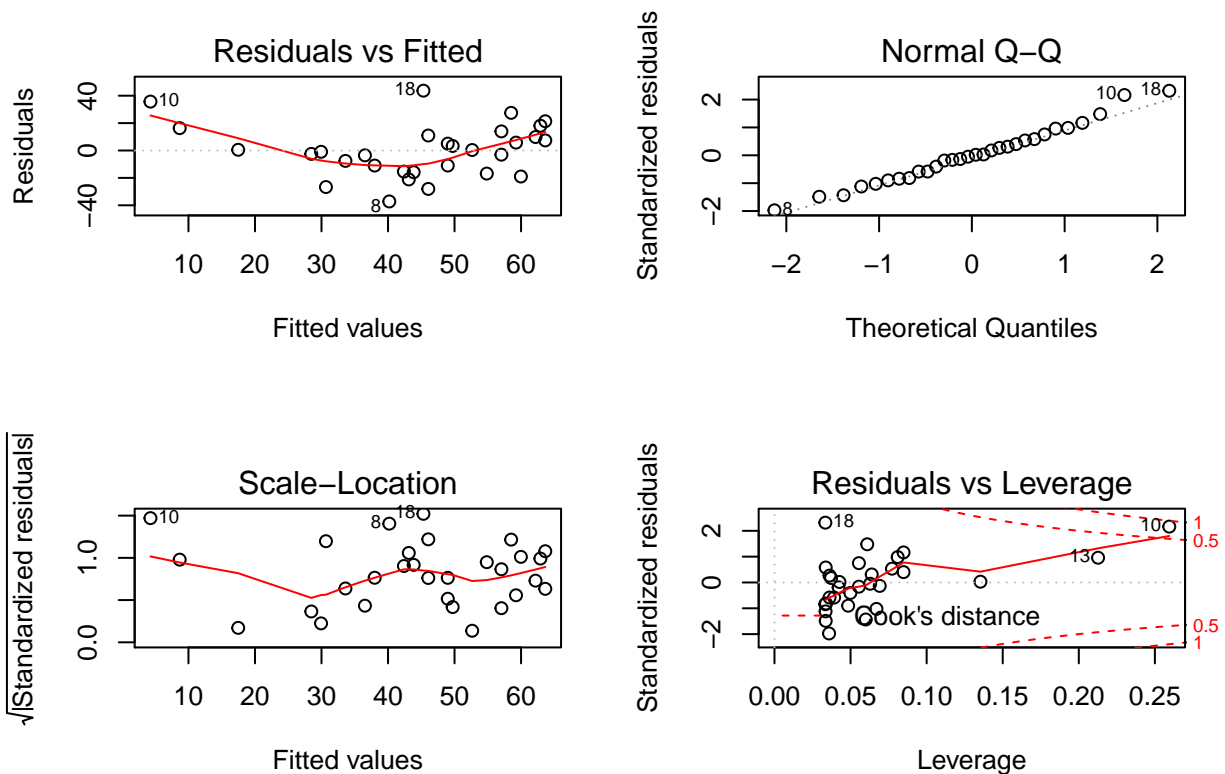 Residuals vs Fitted
Residuals
40
0
−40
10
18
8
10 20 30 40 50 60
Fitted values
Normal Q−Q
Standardized residuals
2
0
−2
8
10
18
−2 −1 0 1 2
Theoretical Quantiles
Scale−Location
√|Standardized residuals|
1.0
0.0
10
8
18
10 20 30 40 50 60
Fitted values
Residuals vs Leverage
Standardized residuals
2
0
−2
18
10
13
1
0.5
Cook's distance
0.5
1
0.00 0.05 0.10 0.15 0.20 0.25
Leverage